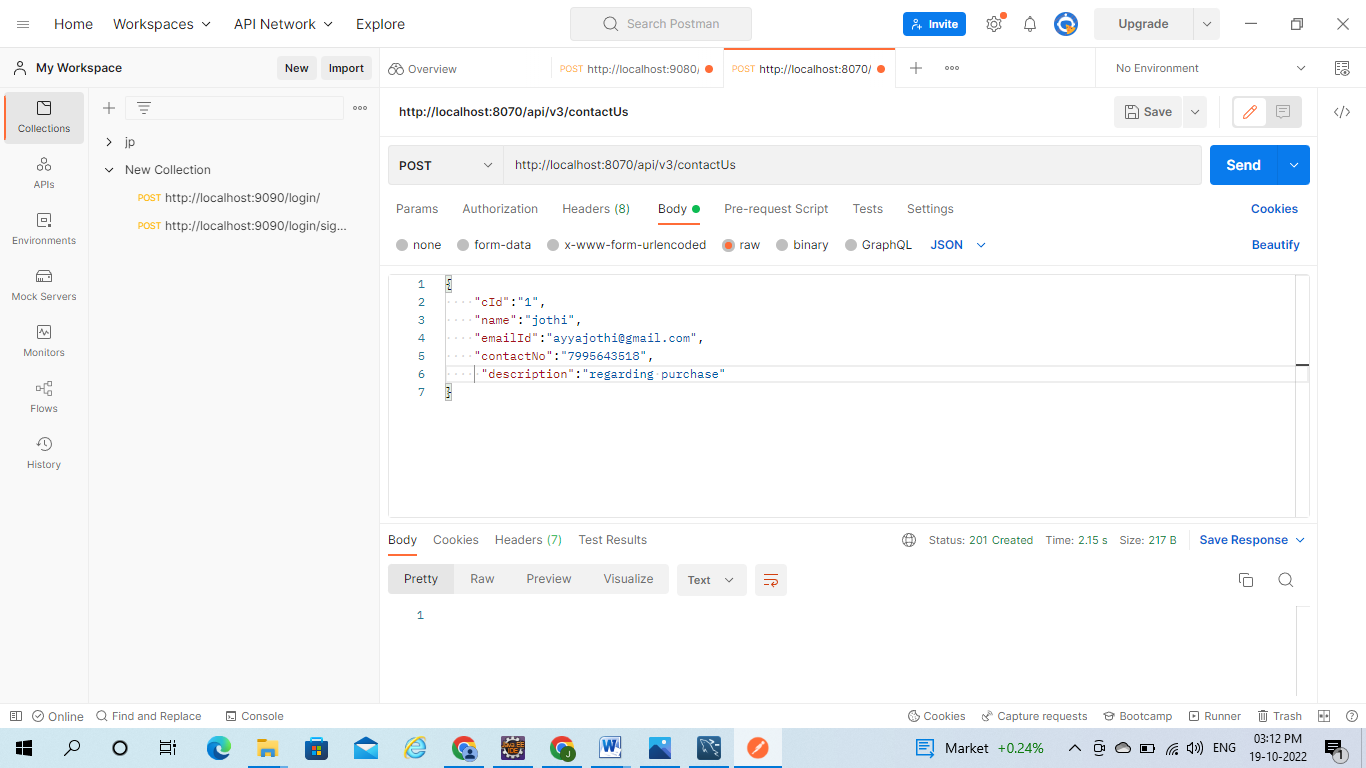 Home Workspaces API Network Explore Search Postman Invite Upgrade
My Workspace New Import Overview POST http://localhost:9080/ POST http://localhost:8070/ No Environment
http://localhost:8070/api/v3/contactUs Save
Collections
APIs
Environments
Mock Servers
Monitors
Flows
History
jp
New Collection
POST http://localhost:9090/login/
POST http://localhost:9090/login/sig...
POST http://localhost:8070/api/v3/contactUs Send
Params Authorization Headers (8) Body Pre-request Script Tests Settings Cookies
none form-data x-www-form-urlencoded raw binary GraphQL JSON Beautify
1 {
2 "cId":"1",
3 "name":"jothi",
4 "emailId":"ayyajothi@gmail.com",
5 "contactNo":"7995643518",
6 "description":"regarding purchase"
7 }
Body Cookies Headers (7) Test Results Status: 201 Created Time: 2.15 s Size: 217 B Save Response
Pretty Raw Preview Visualize Text
1
Online Find and Replace Console Cookies Capture requests Bootcamp Runner Trash
Java EE IDE Market +0.24% ENG 03:12 PM
19-10-2022 1